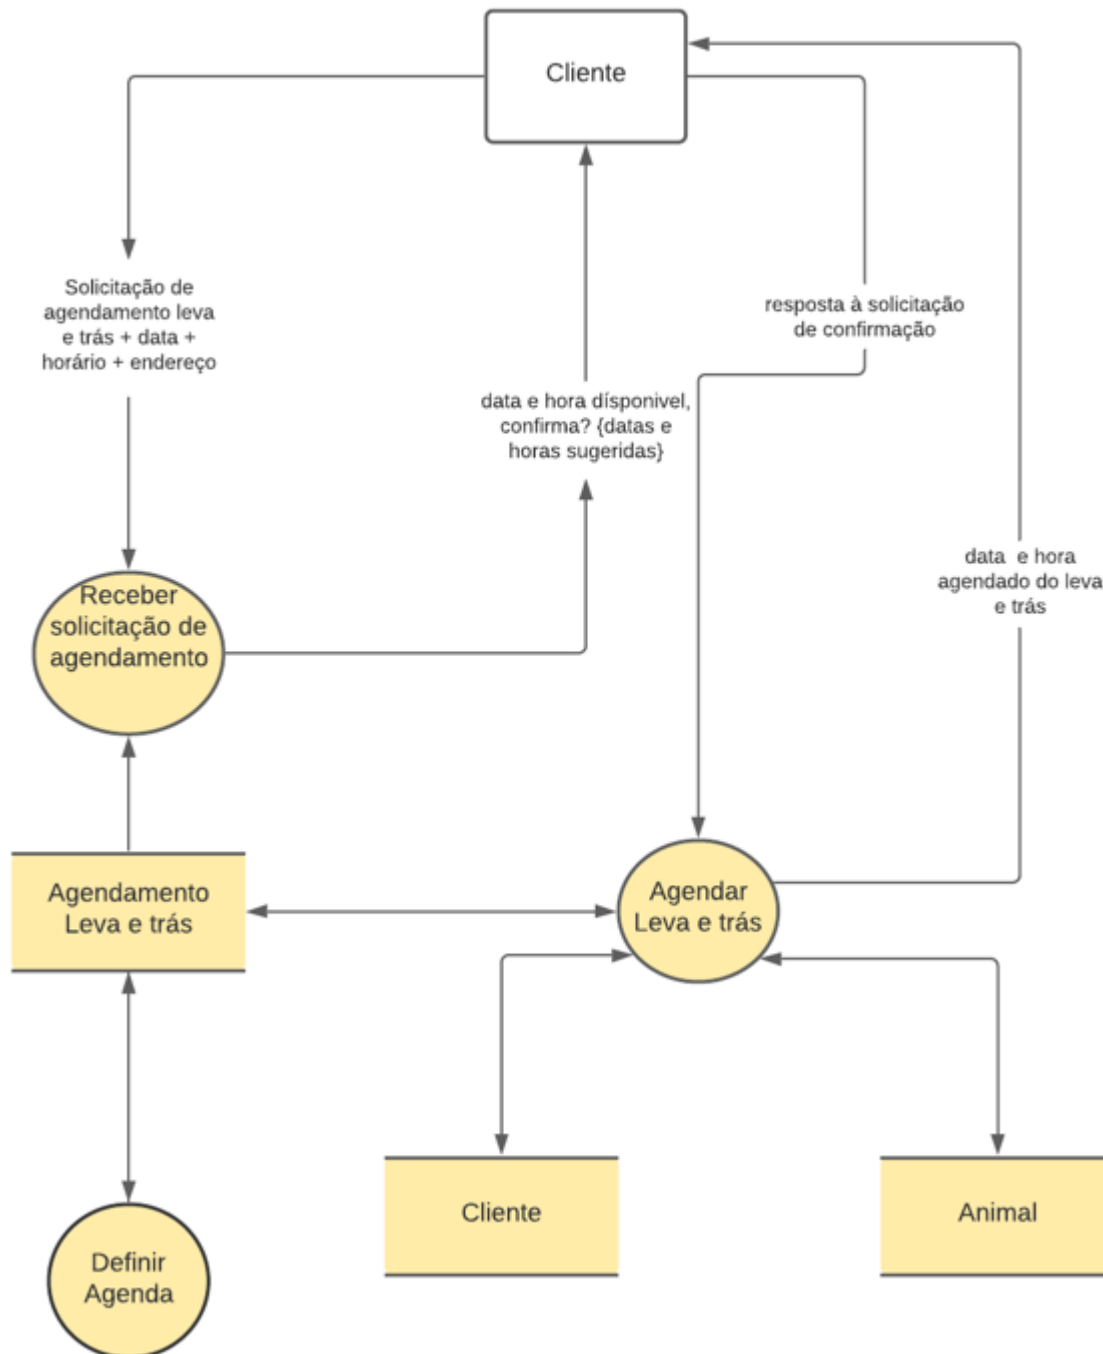 Cliente
Solicitação de
agendamento leva
e trás + data +
horário + endereço
resposta à solicitação
de confirmação
data e hora dísponivel,
confirma? {datas e
horas sugeridas}
data e hora
agendado do leva
e trás
Receber
solicitação de
agendamento
Agendamento
Leva e trás
Agendar
Leva e trás
Cliente
Animal
Definir
Agenda